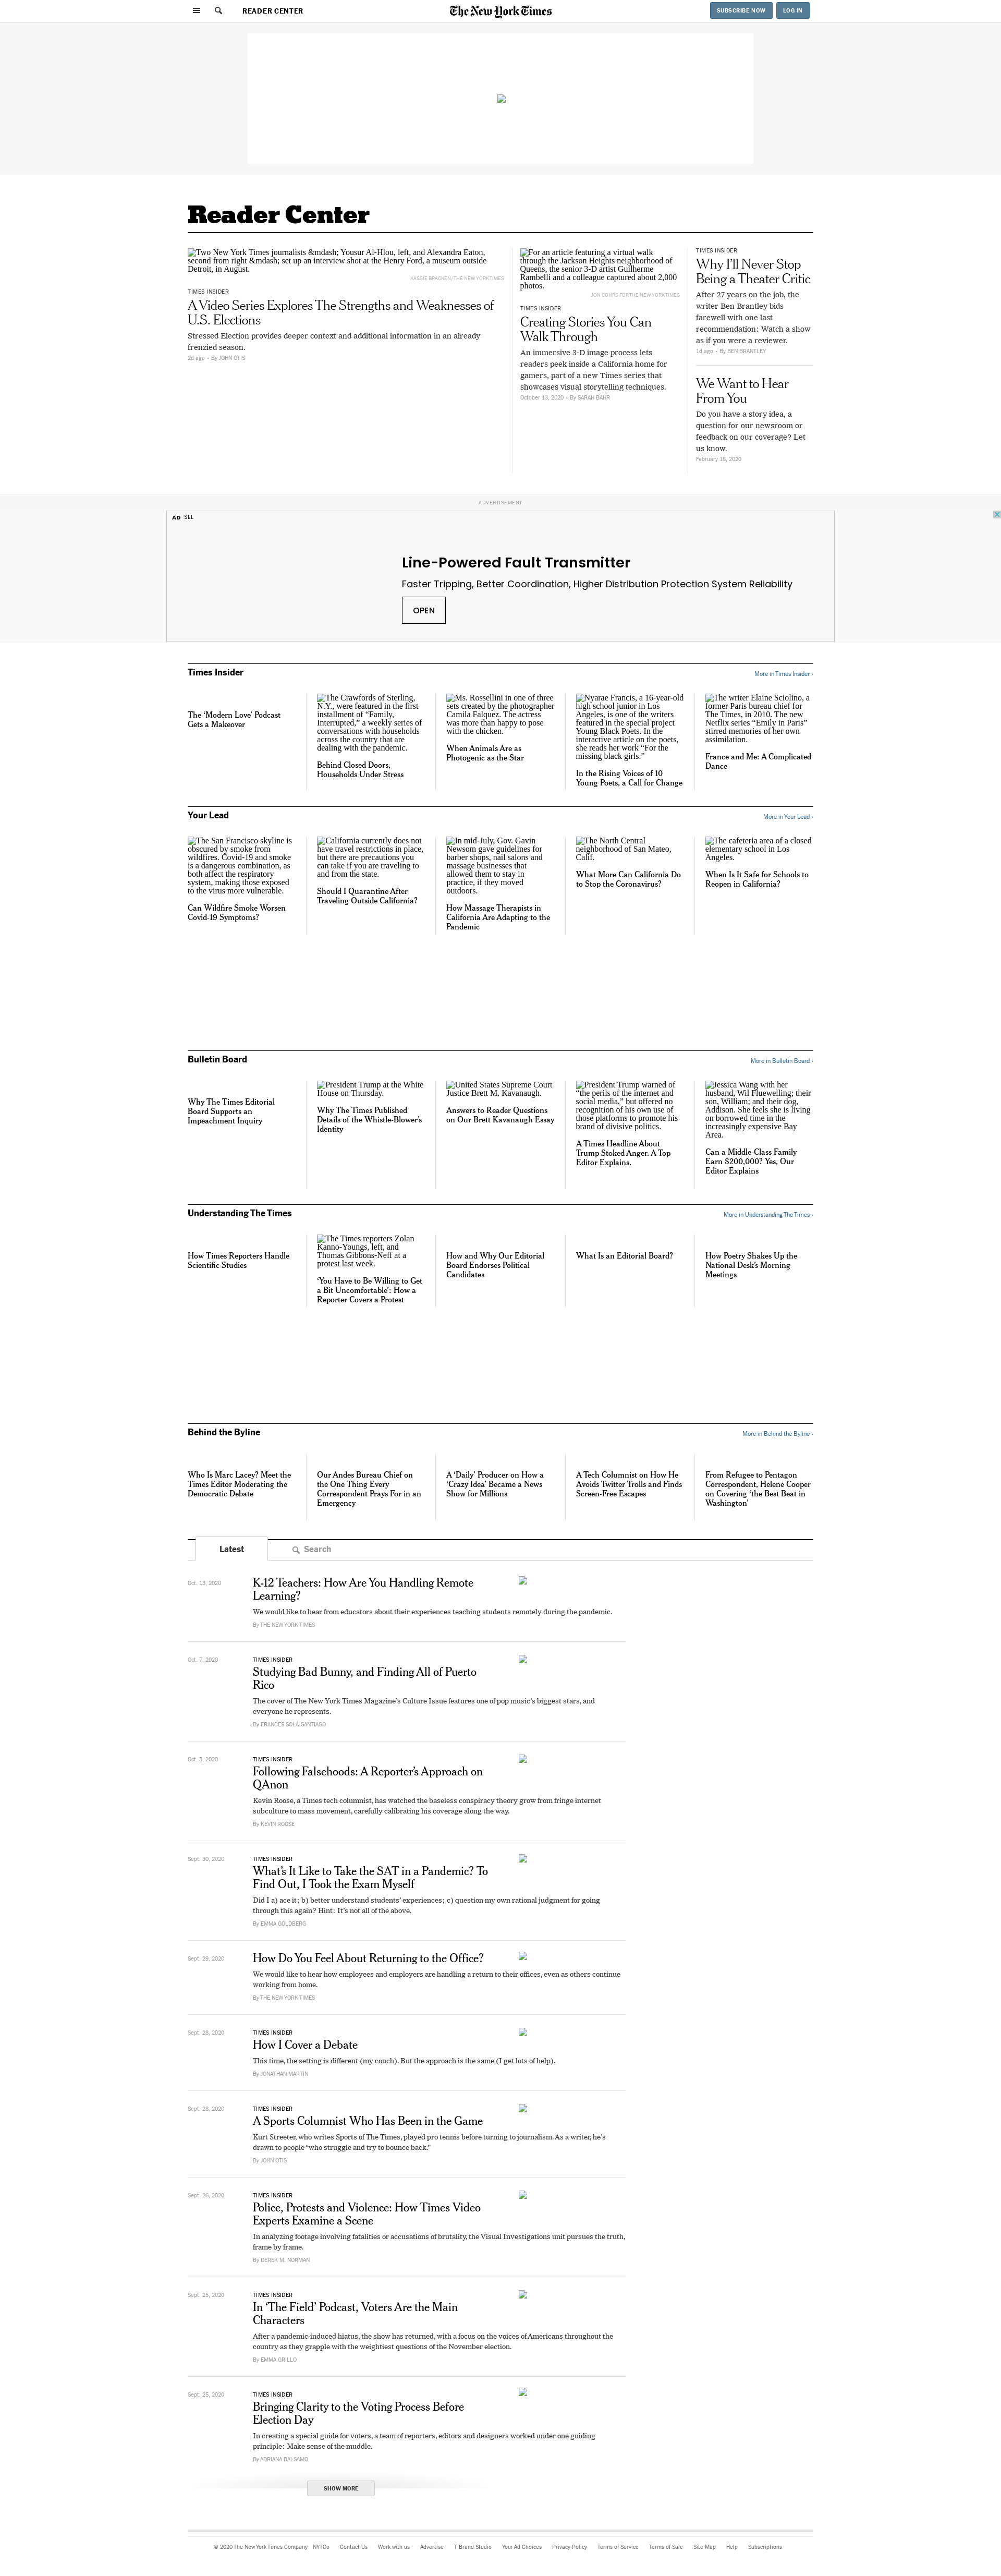 READER CENTER
The New York Times
SUBSCRIBE NOW
LOG IN
Reader Center
Two New York Times journalists &mdash; Yousur Al-Hlou, left, and Alexandra Eaton,
second from right &mdash; set up an interview shot at the Henry Ford, a museum outside
Detroit, in August.
KASSIE BRACKEN/THE NEW YORK TIMES
TIMES INSIDER
A Video Series Explores The Strengths and Weaknesses of
U.S. Elections
Stressed Election provides deeper context and additional information in an already
frenzied season.
2d ago - By JOHN OTIS
For an article featuring a virtual walk
through the Jackson Heights neighborhood of
Queens, the senior 3-D artist Guilherme
Rambelli and a colleague captured about 2,000
photos.
JON COHRS FOR THE NEW YORK TIMES
TIMES INSIDER
Creating Stories You Can
Walk Through
An immersive 3-D image process lets
readers peek inside a California home for
gamers, part of a new Times series that
showcases visual storytelling techniques.
October 13, 2020 - By SARAH BAHR
TIMES INSIDER
Why I'll Never Stop
Being a Theater Critic
After 27 years on the job, the
writer Ben Brantley bids
farewell with one last
recommendation: Watch a show
as if you were a reviewer.
1d ago - By BEN BRANTLEY
We Want to Hear
From You
Do you have a story idea, a
question for our newsroom or
feedback on our coverage? Let
us know.
February 18, 2020
ADVERTISEMENT
AD SEL
Line-Powered Fault Transmitter
Faster Tripping, Better Coordination, Higher Distribution Protection System Reliability
OPEN
Times Insider
More in Times Insider ›
The 'Modern Love' Podcast
Gets a Makeover
The Crawfords of Sterling,
N.Y., were featured in the first
installment of "Family,
Interrupted," a weekly series of
conversations with households
across the country that are
dealing with the pandemic.
Behind Closed Doors,
Households Under Stress
Ms. Rossellini in one of three
sets created by the photographer
Camila Falquez. The actress
was more than happy to pose
with the chicken.
When Animals Are as
Photogenic as the Star
Nyarae Francis, a 16-year-old
high school junior in Los
Angeles, is one of the writers
featured in the special project
Young Black Poets. In the
interactive article on the poets,
she reads her work "For the
missing black girls."
In the Rising Voices of 10
Young Poets, a Call for Change
The writer Elaine Sciolino, a
former Paris bureau chief for
The Times, in 2010. The new
Netflix series "Emily in Paris"
stirred memories of her own
assimilation.
France and Me: A Complicated
Dance
Your Lead
More in Your Lead ›
The San Francisco skyline is
obscured by smoke from
wildfires. Covid-19 and smoke
is a dangerous combination, as
both affect the respiratory
system, making those exposed
to the virus more vulnerable.
Can Wildfire Smoke Worsen
Covid-19 Symptoms?
California currently does not
have travel restrictions in place,
but there are precautions you
can take if you are traveling to
and from the state.
Should I Quarantine After
Traveling Outside California?
In mid-July, Gov. Gavin
Newsom gave guidelines for
barber shops, nail salons and
massage businesses that
allowed them to stay in
practice, if they moved
outdoors.
How Massage Therapists in
California Are Adapting to the
Pandemic
The North Central
neighborhood of San Mateo,
Calif.
What More Can California Do
to Stop the Coronavirus?
The cafeteria area of a closed
elementary school in Los
Angeles.
When Is It Safe for Schools to
Reopen in California?
Bulletin Board
More in Bulletin Board ›
Why The Times Editorial
Board Supports an
Impeachment Inquiry
President Trump at the White
House on Thursday.
Why The Times Published
Details of the Whistle-Blower's
Identity
United States Supreme Court
Justice Brett M. Kavanaugh.
Answers to Reader Questions
on Our Brett Kavanaugh Essay
President Trump warned of
"the perils of the internet and
social media," but offered no
recognition of his own use of
those platforms to promote his
brand of divisive politics.
A Times Headline About
Trump Stoked Anger. A Top
Editor Explains.
Jessica Wang with her
husband, Wil Fluewelling; their
son, William; and their dog,
Addison. She feels she is living
on borrowed time in the
increasingly expensive Bay
Area.
Can a Middle-Class Family
Earn $200,000? Yes, Our
Editor Explains
Understanding The Times
More in Understanding The Times ›
How Times Reporters Handle
Scientific Studies
The Times reporters Zolan
Kanno-Youngs, left, and
Thomas Gibbons-Neff at a
protest last week.
'You Have to Be Willing to Get
a Bit Uncomfortable': How a
Reporter Covers a Protest
How and Why Our Editorial
Board Endorses Political
Candidates
What Is an Editorial Board?
How Poetry Shakes Up the
National Desk's Morning
Meetings
Behind the Byline
More in Behind the Byline ›
Who Is Marc Lacey? Meet the
Times Editor Moderating the
Democratic Debate
Our Andes Bureau Chief on
the One Thing Every
Correspondent Prays For in an
Emergency
A 'Daily' Producer on How a
'Crazy Idea' Became a News
Show for Millions
A Tech Columnist on How He
Avoids Twitter Trolls and Finds
Screen-Free Escapes
From Refugee to Pentagon
Correspondent, Helene Cooper
on Covering 'the Best Beat in
Washington'
Latest
Search
Oct. 13, 2020
K-12 Teachers: How Are You Handling Remote
Learning?
We would like to hear from educators about their experiences teaching students remotely during the pandemic.
By THE NEW YORK TIMES
Oct. 7, 2020
TIMES INSIDER
Studying Bad Bunny, and Finding All of Puerto
Rico
The cover of The New York Times Magazine's Culture Issue features one of pop music's biggest stars, and
everyone he represents.
By FRANCES SOLÁ-SANTIAGO
Oct. 3, 2020
TIMES INSIDER
Following Falsehoods: A Reporter's Approach on
QAnon
Kevin Roose, a Times tech columnist, has watched the baseless conspiracy theory grow from fringe internet
subculture to mass movement, carefully calibrating his coverage along the way.
By KEVIN ROOSE
Sept. 30, 2020
TIMES INSIDER
What's It Like to Take the SAT in a Pandemic? To
Find Out, I Took the Exam Myself
Did I a) ace it; b) better understand students' experiences; c) question my own rational judgment for going
through this again? Hint: It's not all of the above.
By EMMA GOLDBERG
Sept. 29, 2020
How Do You Feel About Returning to the Office?
We would like to hear how employees and employers are handling a return to their offices, even as others continue
working from home.
By THE NEW YORK TIMES
Sept. 28, 2020
TIMES INSIDER
How I Cover a Debate
This time, the setting is different (my couch). But the approach is the same (I get lots of help).
By JONATHAN MARTIN
Sept. 28, 2020
TIMES INSIDER
A Sports Columnist Who Has Been in the Game
Kurt Streeter, who writes Sports of The Times, played pro tennis before turning to journalism. As a writer, he's
drawn to people "who struggle and try to bounce back."
By JOHN OTIS
Sept. 26, 2020
TIMES INSIDER
Police, Protests and Violence: How Times Video
Experts Examine a Scene
In analyzing footage involving fatalities or accusations of brutality, the Visual Investigations unit pursues the truth,
frame by frame.
By DEREK M. NORMAN
Sept. 25, 2020
TIMES INSIDER
In 'The Field' Podcast, Voters Are the Main
Characters
After a pandemic-induced hiatus, the show has returned, with a focus on the voices of Americans throughout the
country as they grapple with the weightiest questions of the November election.
By EMMA GRILLO
Sept. 25, 2020
TIMES INSIDER
Bringing Clarity to the Voting Process Before
Election Day
In creating a special guide for voters, a team of reporters, editors and designers worked under one guiding
principle: Make sense of the muddle.
By ADRIANA BALSAMO
SHOW MORE
© 2020 The New York Times Company NYTCo Contact Us Work with us Advertise T Brand Studio Your Ad Choices Privacy Policy Terms of Service Terms of Sale Site Map Help Subscriptions